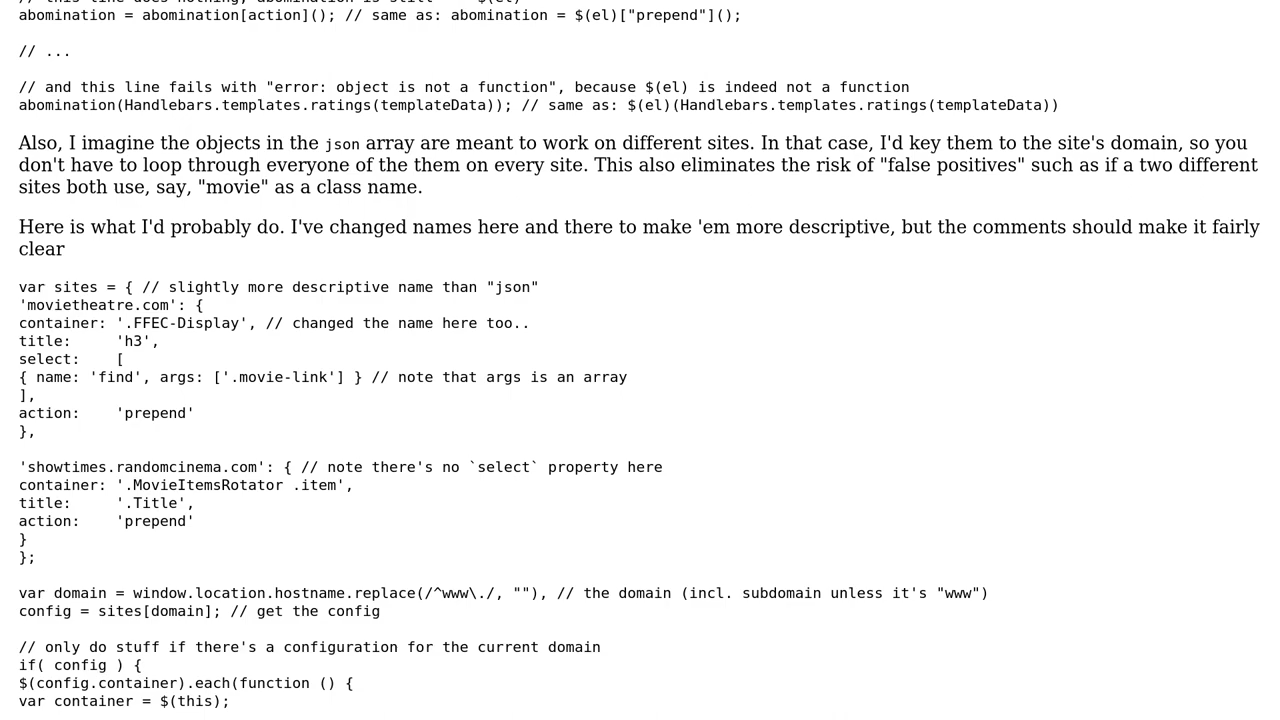 abomination = abomination[action](); // same as: abomination = $(el)["prepend"]();
// ...
// and this line fails with "error: object is not a function", because $(el) is indeed not a function
abomination(Handlebars.templates.ratings(templateData)); // same as: $(el)(Handlebars.templates.ratings(templateData))
Also, I imagine the objects in the json array are meant to work on different sites. In that case, I'd key them to the site's domain, so you
don't have to loop through everyone of the them on every site. This also eliminates the risk of "false positives" such as if a two different
sites both use, say, "movie" as a class name.
Here is what I'd probably do. I've changed names here and there to make 'em more descriptive, but the comments should make it fairly
clear
var sites = { // slightly more descriptive name than "json"
'movietheatre.com': {
container: '.FFEC-Display', // changed the name here too..
title:    'h3',
select:    [
{ name: 'find', args: ['.movie-link'] } // note that args is an array
],
action:    'prepend'
},
'showtimes.randomcinema.com': { // note there's no `select` property here
container: '.MovieItemsRotator .item',
title:    '.Title',
action:    'prepend'
}
};
var domain = window.location.hostname.replace(/^www\./, ""), // the domain (incl. subdomain unless it's "www")
config = sites[domain]; // get the config
// only do stuff if there's a configuration for the current domain
if( config ) {
$(config.container).each(function () {
var container = $(this);